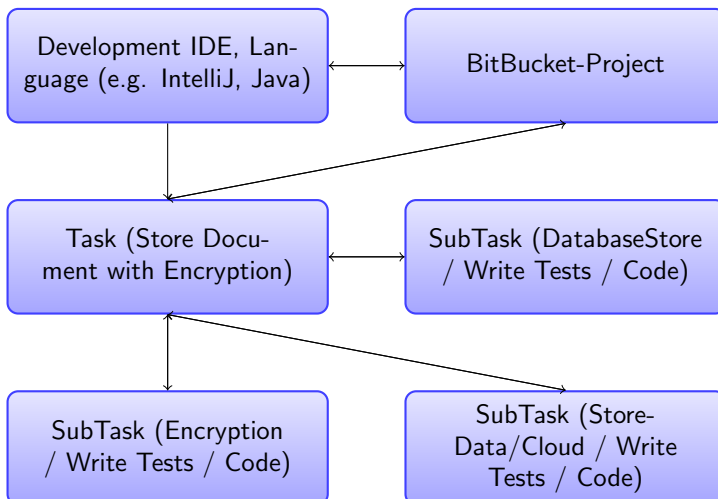 Development IDE, Lan-
guage (e.g. IntelliJ, Java)
BitBucket-Project
Task (Store Docu-
ment with Encryption)
SubTask (DatabaseStore
/ Write Tests / Code)
SubTask (Encryption
/ Write Tests / Code)
SubTask (Store-
Data/Cloud / Write
Tests / Code)